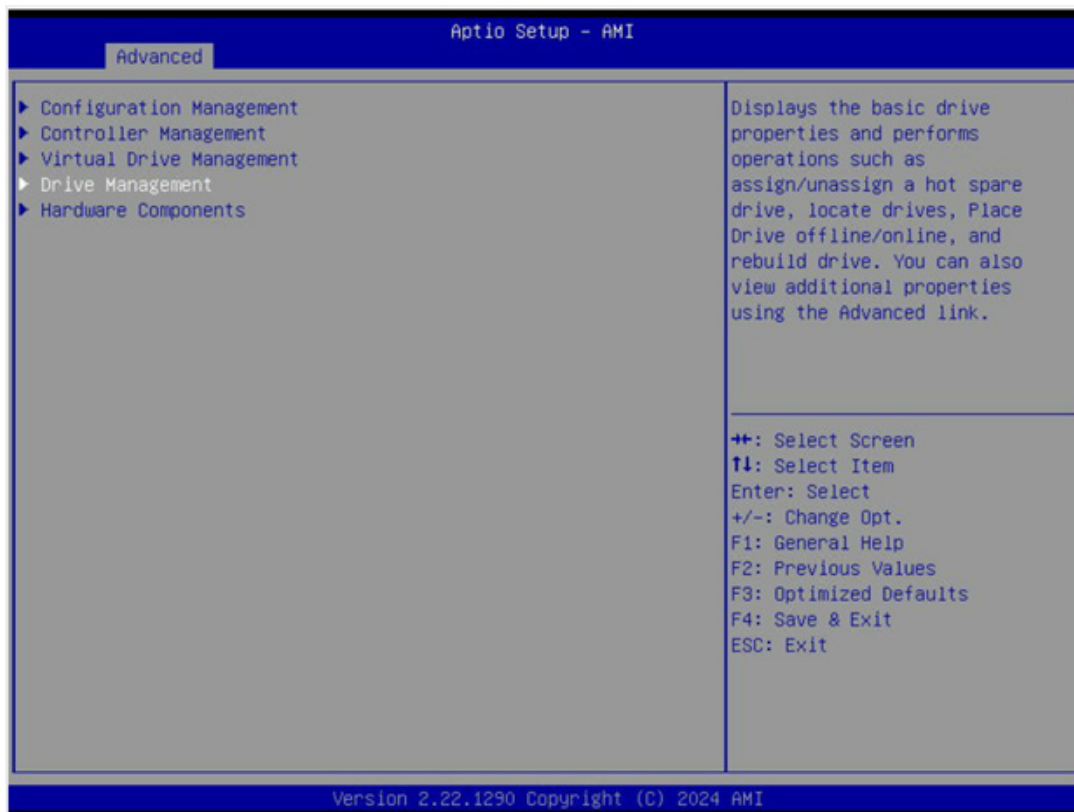 Aptio Setup – AMI
Advanced
▶ Configuration Management
▶ Controller Management
▶ Virtual Drive Management
▶ Drive Management
▶ Hardware Components
Displays the basic drive
properties and performs
operations such as
assign/unassign a hot spare
drive, locate drives, Place
Drive offline/online, and
rebuild drive. You can also
view additional properties
using the Advanced link.
→←: Select Screen
↑↓: Select Item
Enter: Select
+/-: Change Opt.
F1: General Help
F2: Previous Values
F3: Optimized Defaults
F4: Save & Exit
ESC: Exit
Version 2.22.1290 Copyright (C) 2024 AMI